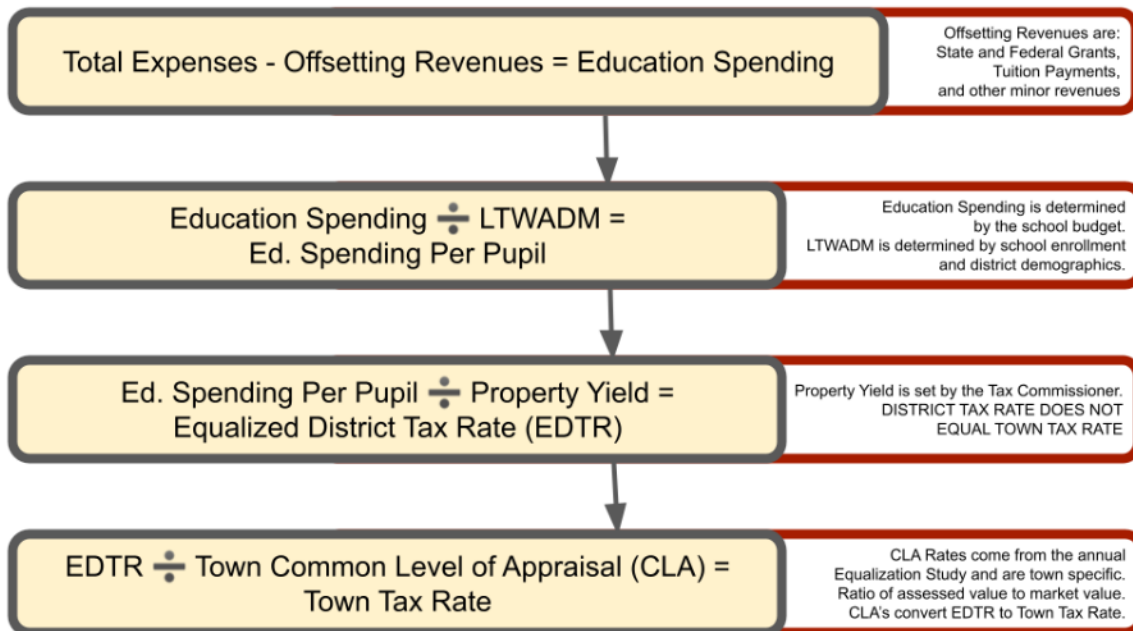 Total Expenses - Offsetting Revenues = Education Spending
Offsetting Revenues are:
State and Federal Grants,
Tuition Payments,
and other minor revenues
Education Spending ➗ LTWADM =
Ed. Spending Per Pupil
Education Spending is determined
by the school budget.
LTWADM is determined by school enrollment
and district demographics.
Ed. Spending Per Pupil ➗ Property Yield =
Equalized District Tax Rate (EDTR)
Property Yield is set by the Tax Commissioner.
DISTRICT TAX RATE DOES NOT
EQUAL TOWN TAX RATE
EDTR ➗ Town Common Level of Appraisal (CLA) =
Town Tax Rate
CLA Rates come from the annual
Equalization Study and are town specific.
Ratio of assessed value to market value.
CLA's convert EDTR to Town Tax Rate.